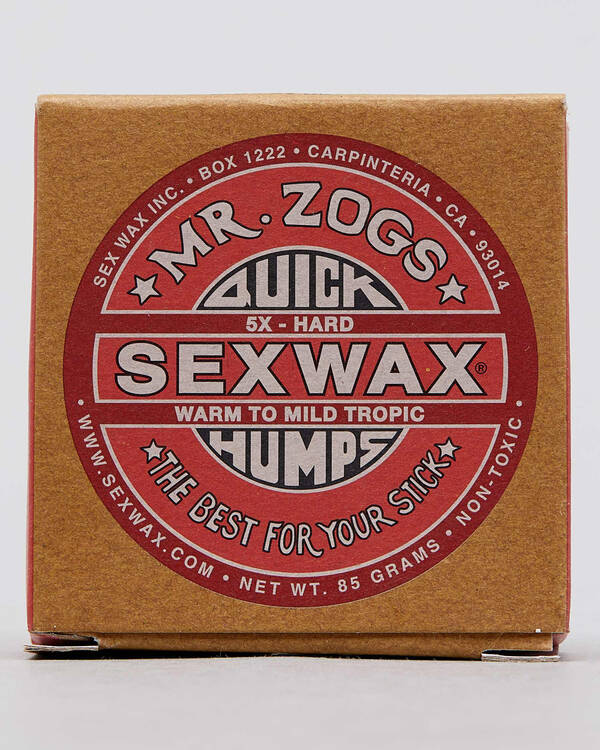 SEX WAX INC. • BOX 1222 • CARPINTERIA • CA • 93014
MR. ZOGS
QUICK
5X - HARD
SEXWAX®
WARM TO MILD TROPIC
HUMPS
THE BEST FOR YOUR STICK
• WWW.SEXWAX.COM • NET WT. 85 GRAMS • NON-TOXIC •